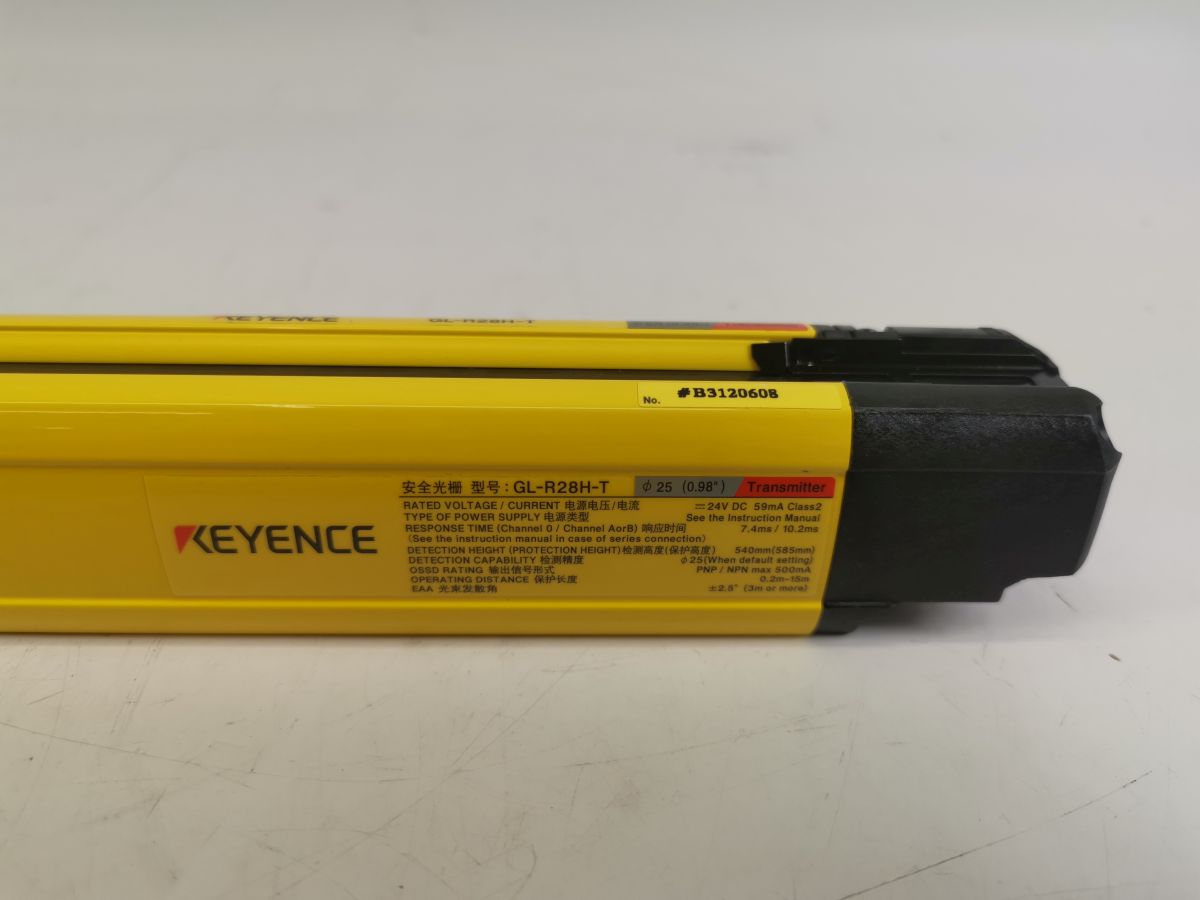 KEYENCE GL-R28H-T
No. #B3120608
KEYENCE
安全光栅 型号：GL-R28H-T φ25 (0.98") Transmitter
RATED VOLTAGE / CURRENT 电源电压/电流 ⎓24V DC 59mA Class2
TYPE OF POWER SUPPLY 电源类型 See the Instruction Manual
RESPONSE TIME (Channel 0 / Channel AorB) 响应时间 7.4ms / 10.2ms
(See the instruction manual in case of series connection)
DETECTION HEIGHT (PROTECTION HEIGHT) 检测高度(保护高度) 540mm(585mm)
DETECTION CAPABILITY 检测精度 φ25(When default setting)
OSSD RATING 输出信号形式 PNP / NPN max 500mA
OPERATING DISTANCE 保护长度 0.2m-15m
EAA 光束发散角 ±2.5° (3m or more)